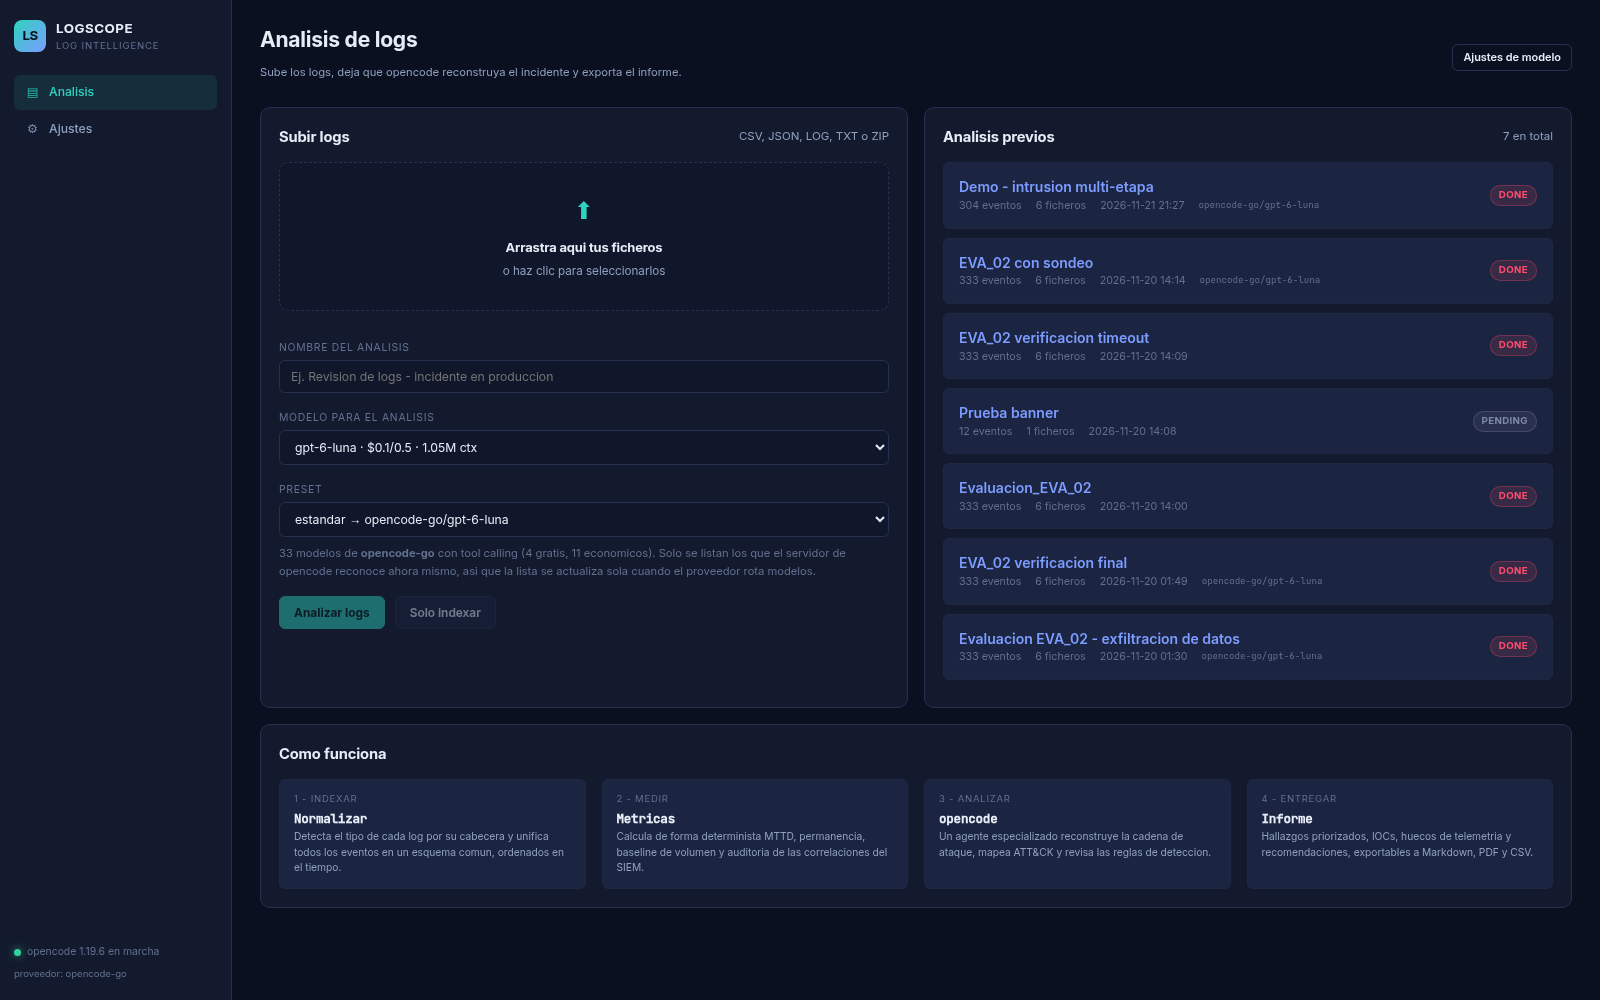 LS
LOGSCOPE
LOG INTELLIGENCE
Analisis
Ajustes
opencode 1.19.6 en marcha
proveedor: opencode-go
Analisis de logs
Sube los logs, deja que opencode reconstruya el incidente y exporta el informe.
Ajustes de modelo
Subir logs
CSV, JSON, LOG, TXT o ZIP
Arrastra aqui tus ficheros
o haz clic para seleccionarlos
NOMBRE DEL ANALISIS
Ej. Revision de logs - incidente en produccion
MODELO PARA EL ANALISIS
gpt-6-luna · $0.1/0.5 · 1.05M ctx
PRESET
estandar → opencode-go/gpt-6-luna
33 modelos de opencode-go con tool calling (4 gratis, 11 economicos). Solo se listan los que el servidor de
opencode reconoce ahora mismo, asi que la lista se actualiza sola cuando el proveedor rota modelos.
Analizar logs
Solo indexar
Analisis previos
7 en total
Demo - intrusion multi-etapa
304 eventos 6 ficheros 2026-11-21 21:27 opencode-go/gpt-6-luna
DONE
EVA_02 con sondeo
333 eventos 6 ficheros 2026-11-20 14:14 opencode-go/gpt-6-luna
DONE
EVA_02 verificacion timeout
333 eventos 6 ficheros 2026-11-20 14:09
DONE
Prueba banner
12 eventos 1 ficheros 2026-11-20 14:08
PENDING
Evaluacion_EVA_02
333 eventos 6 ficheros 2026-11-20 14:00
DONE
EVA_02 verificacion final
333 eventos 6 ficheros 2026-11-20 01:49 opencode-go/gpt-6-luna
DONE
Evaluacion EVA_02 - exfiltracion de datos
333 eventos 6 ficheros 2026-11-20 01:30 opencode-go/gpt-6-luna
DONE
Como funciona
1 - INDEXAR
Normalizar
Detecta el tipo de cada log por su cabecera y unifica
todos los eventos en un esquema comun, ordenados en
el tiempo.
2 - MEDIR
Metricas
Calcula de forma determinista MTTD, permanencia,
baseline de volumen y auditoria de las correlaciones del
SIEM.
3 - ANALIZAR
opencode
Un agente especializado reconstruye la cadena de
ataque, mapea ATT&CK y revisa las reglas de deteccion.
4 - ENTREGAR
Informe
Hallazgos priorizados, IOCs, huecos de telemetria y
recomendaciones, exportables a Markdown, PDF y CSV.